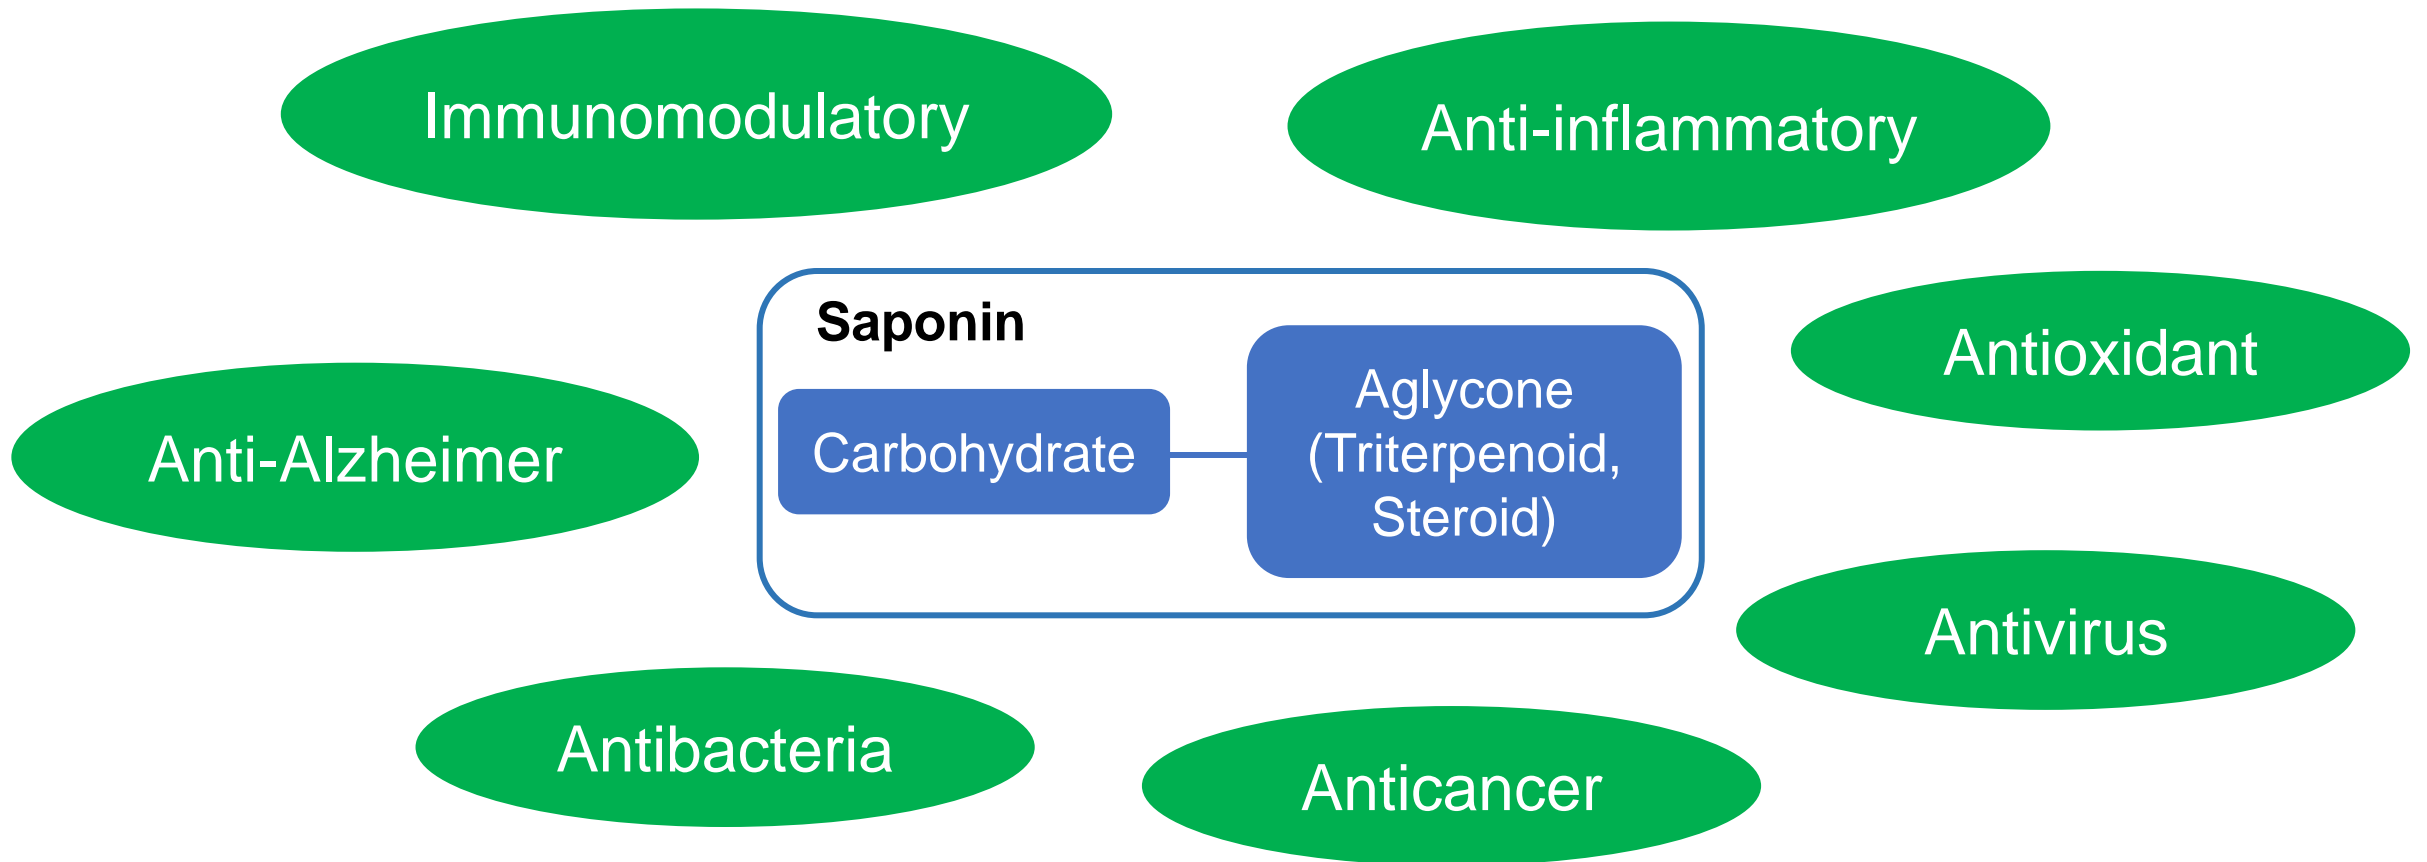 Immunomodulatory
Anti-inflammatory
Saponin
Antioxidant
Aglycone
(Triterpenoid,
Steroid)
Carbohydrate
Anti-Alzheimer
Antivirus
Antibacteria
Anticancer